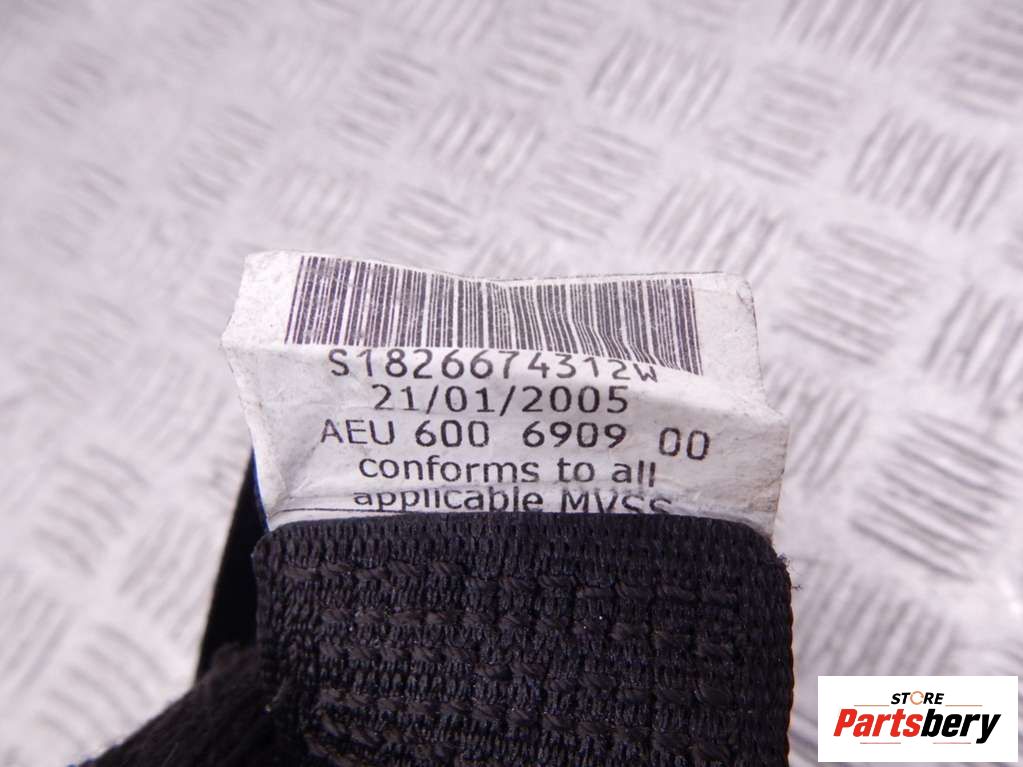 S1826674312W
21/01/2005
AEU 600 6909 00
conforms to all
applicable MVSS
STORE
Partsbery